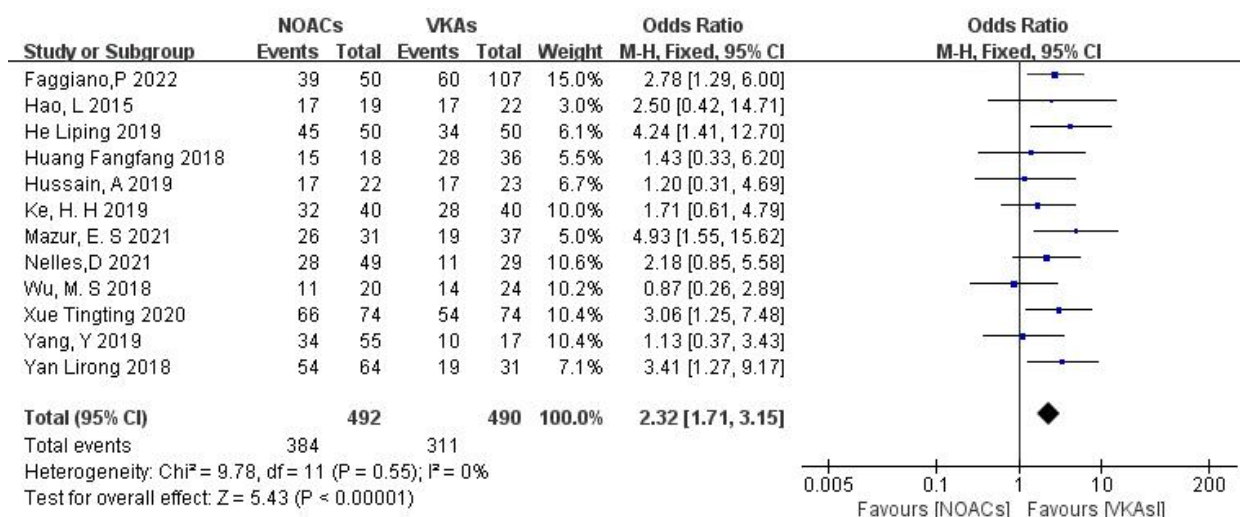 NOACs VKAs Odds Ratio Odds Ratio
Study or Subgroup Events Total Events Total Weight M-H, Fixed, 95% CI M-H, Fixed, 95% CI
Faggiano,P 2022 39 50 60 107 15.0% 2.78 [1.29, 6.00]
Hao, L 2015 17 19 17 22 3.0% 2.50 [0.42, 14.71]
He Liping 2019 45 50 34 50 6.1% 4.24 [1.41, 12.70]
Huang Fangfang 2018 15 18 28 36 5.5% 1.43 [0.33, 6.20]
Hussain, A 2019 17 22 17 23 6.7% 1.20 [0.31, 4.69]
Ke, H. H 2019 32 40 28 40 10.0% 1.71 [0.61, 4.79]
Mazur, E. S 2021 26 31 19 37 5.0% 4.93 [1.55, 15.62]
Nelles,D 2021 28 49 11 29 10.6% 2.18 [0.85, 5.58]
Wu, M. S 2018 11 20 14 24 10.2% 0.87 [0.26, 2.89]
Xue Tingting 2020 66 74 54 74 10.4% 3.06 [1.25, 7.48]
Yang, Y 2019 34 55 10 17 10.4% 1.13 [0.37, 3.43]
Yan Lirong 2018 54 64 19 31 7.1% 3.41 [1.27, 9.17]
Total (95% CI) 492 490 100.0% 2.32 [1.71, 3.15]
Total events 384 311
Heterogeneity: Chi² = 9.78, df = 11 (P = 0.55); I² = 0%
Test for overall effect: Z = 5.43 (P < 0.00001)
0.005 0.1 1 10 200
Favours [NOACs] Favours [VKAsl]